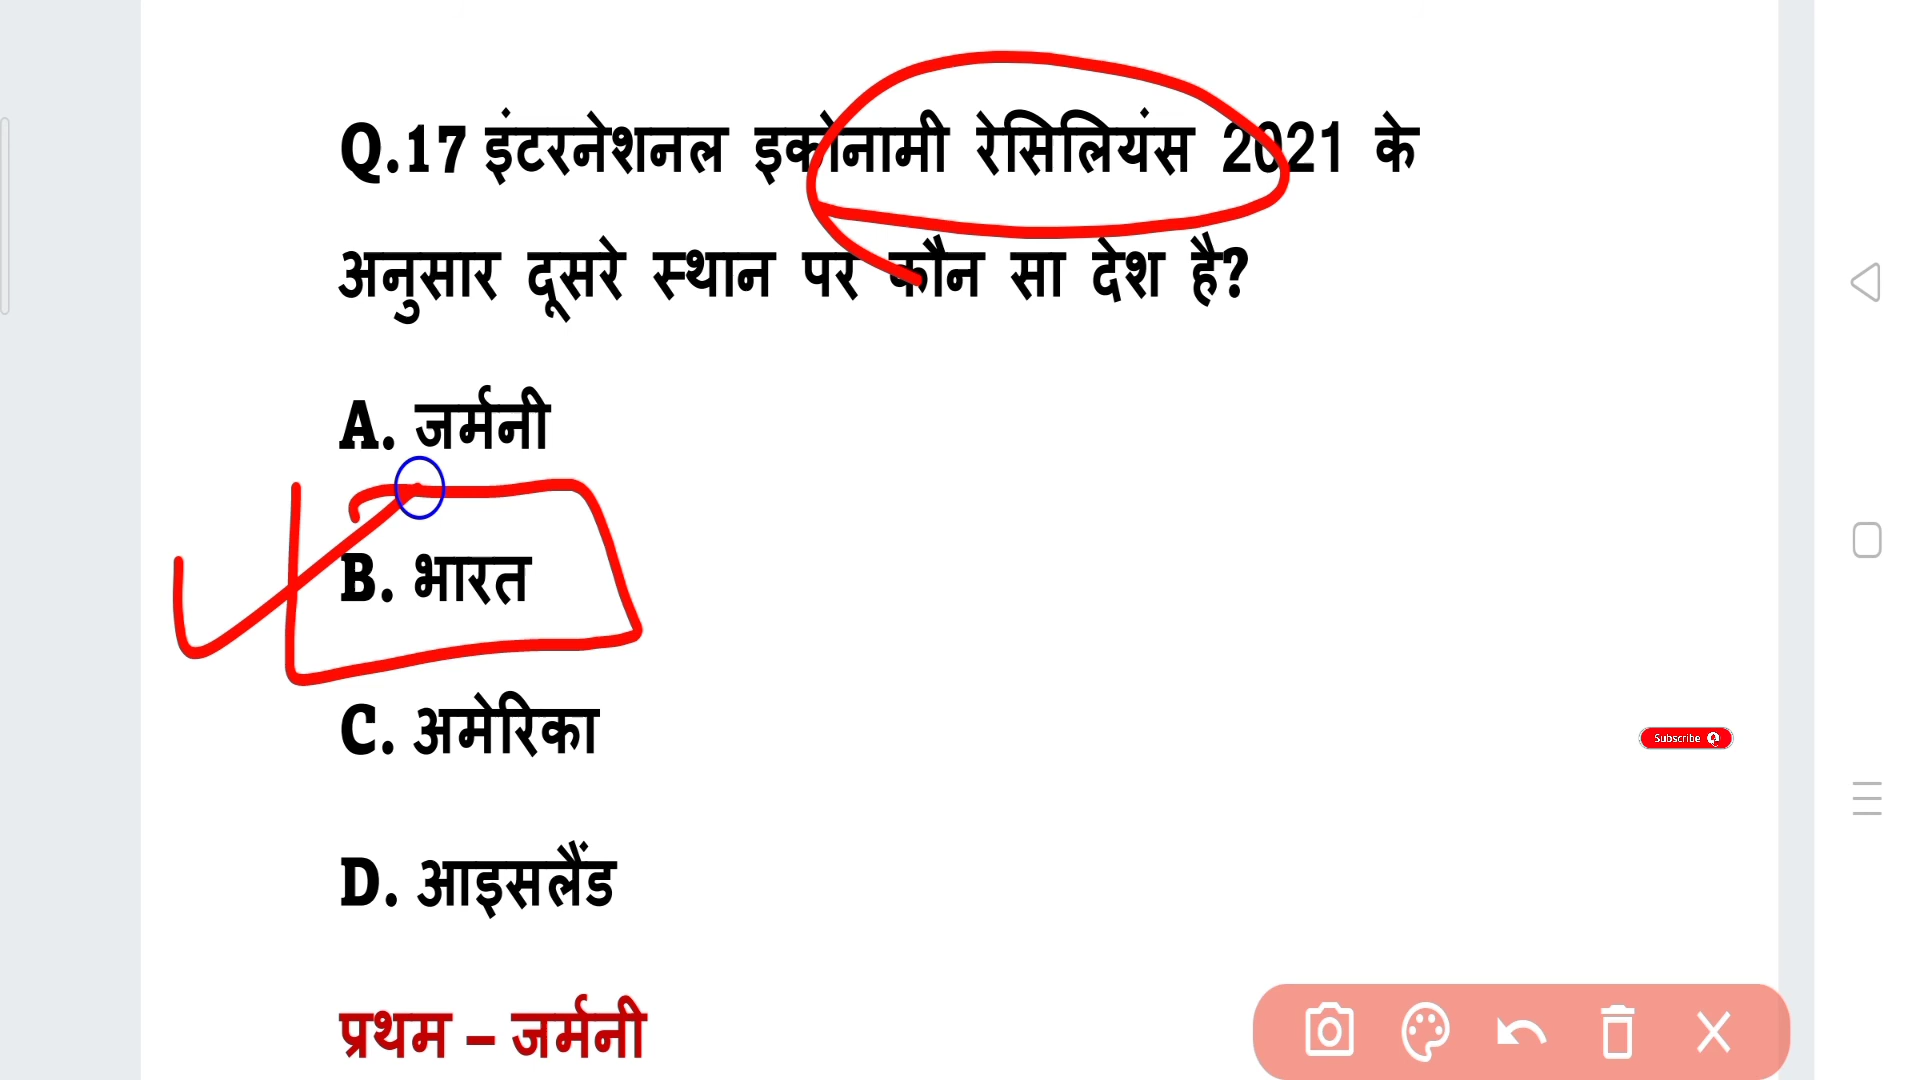 Q.17 इंटरनेशनल इकोनामी रेसिलियंस 2021 के
अनुसार दूसरे स्थान पर कौन सा देश है?
A. जर्मनी
B. भारत
C. अमेरिका
D. आइसलैंड
Subscribe
प्रथम – जर्मनी